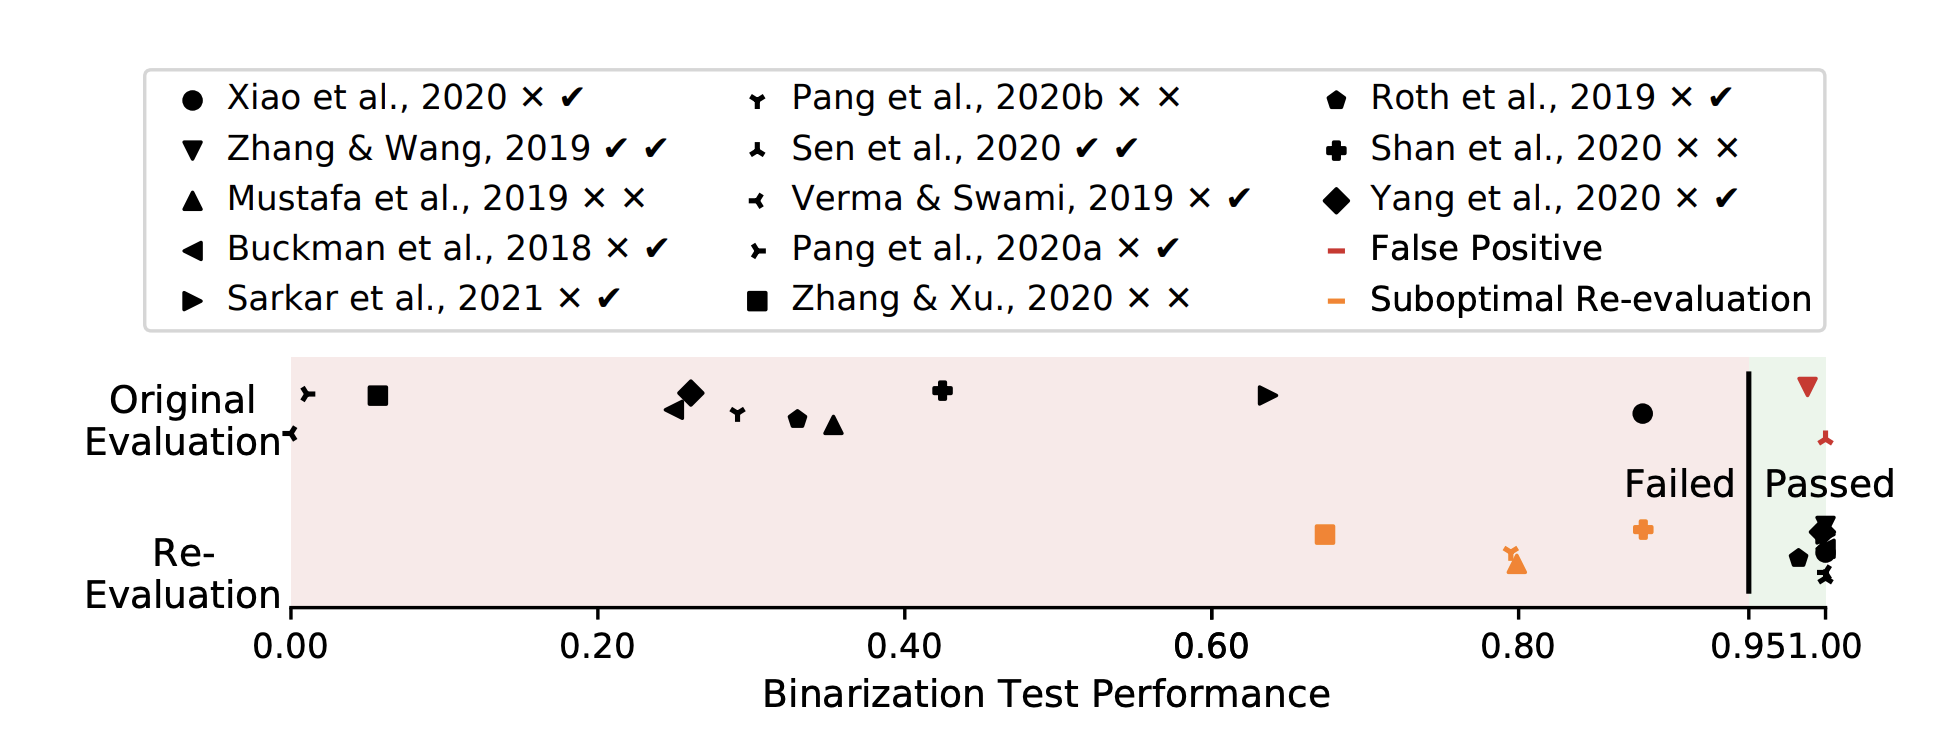 Xiao et al., 2020 ✕ ✔
Zhang & Wang, 2019 ✔ ✔
Mustafa et al., 2019 ✕ ✕
Buckman et al., 2018 ✕ ✔
Sarkar et al., 2021 ✕ ✔
Pang et al., 2020b ✕ ✕
Sen et al., 2020 ✔ ✔
Verma & Swami, 2019 ✕ ✔
Pang et al., 2020a ✕ ✔
Zhang & Xu., 2020 ✕ ✕
Roth et al., 2019 ✕ ✔
Shan et al., 2020 ✕ ✕
Yang et al., 2020 ✕ ✔
False Positive
Suboptimal Re-evaluation
Original
Evaluation
Failed
Passed
Re-
Evaluation
0.00 0.20 0.40 0.60 0.80 0.95 1.00
Binarization Test Performance